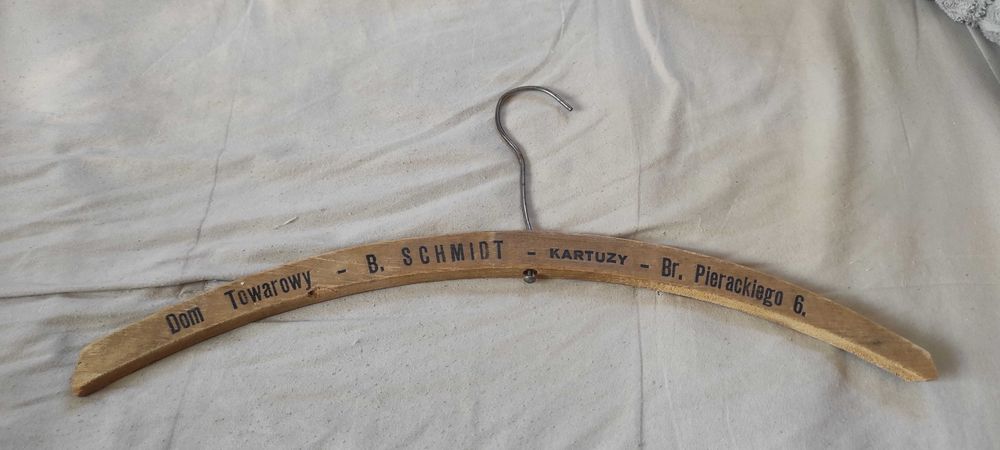 Dom Towarowy - B. SCHMIDT - KARTUZY - Br. Pierackiego 6.